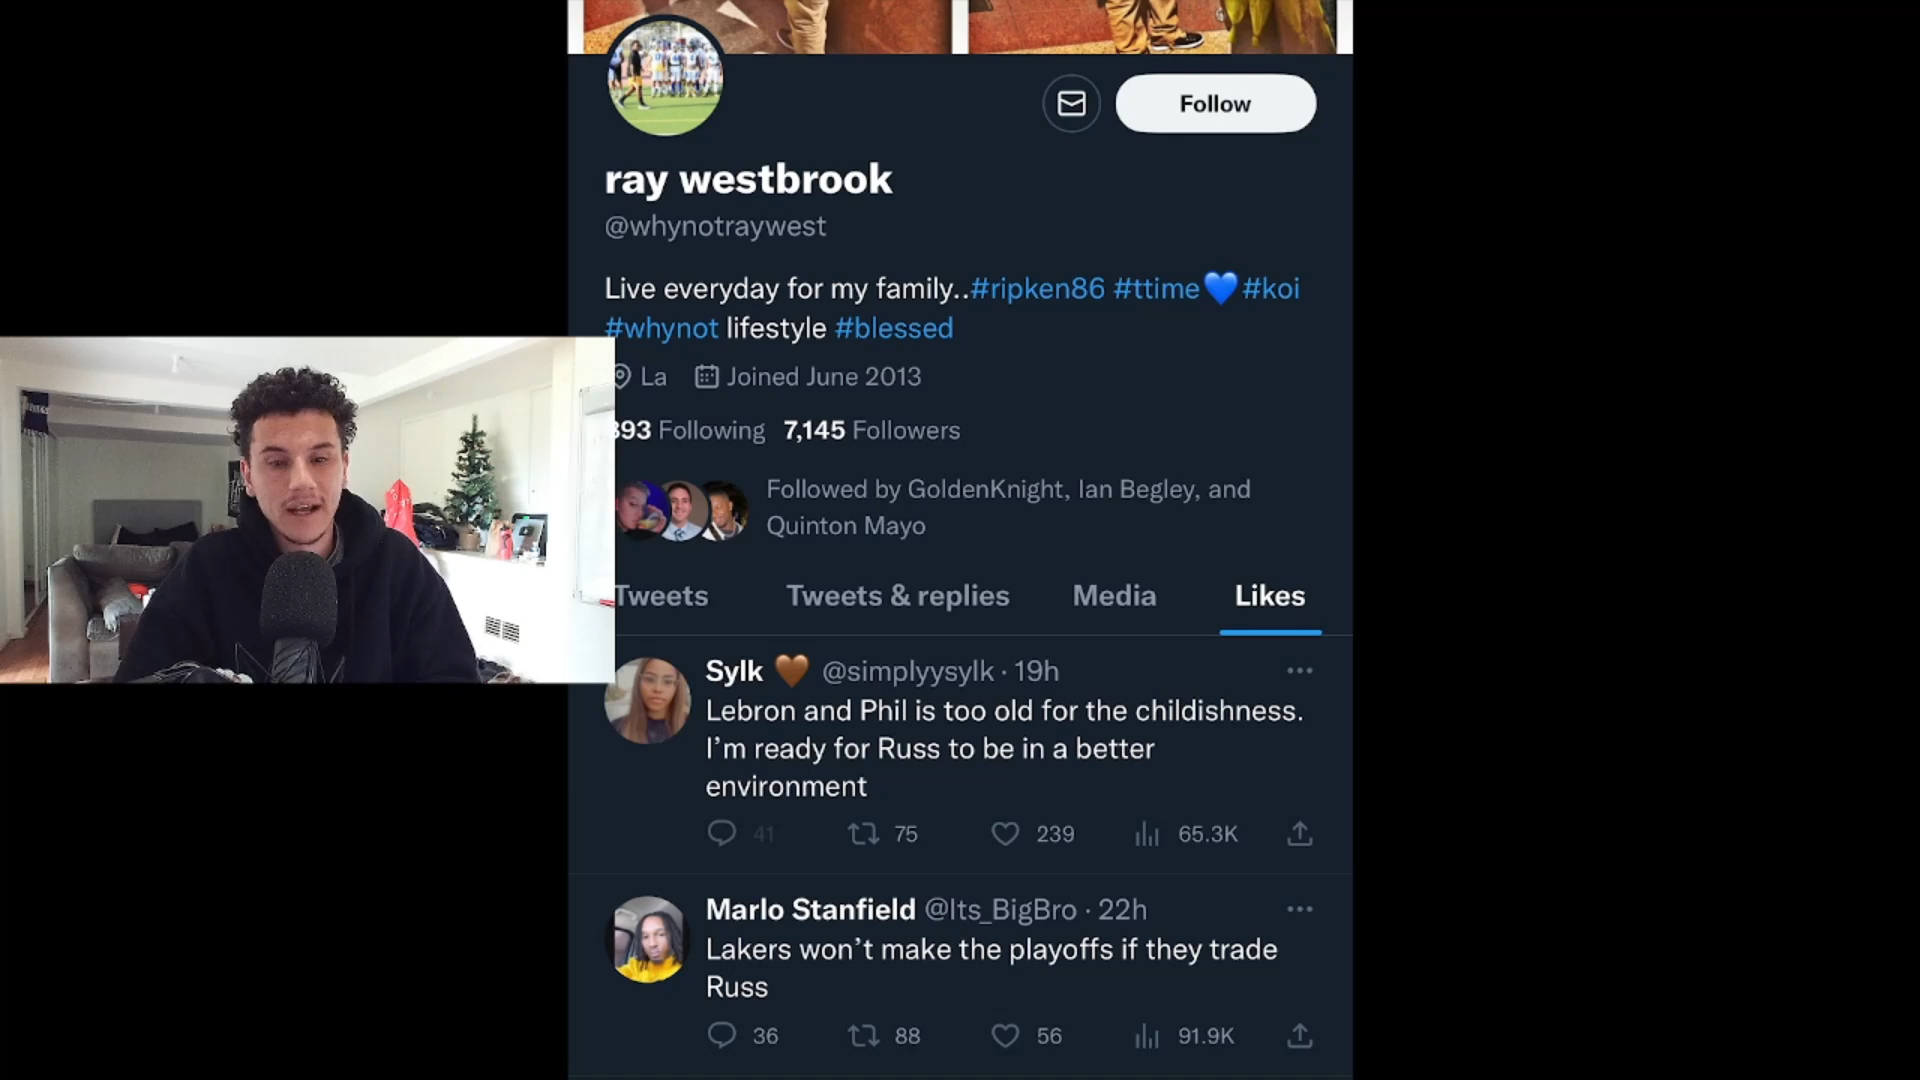 Follow
ray westbrook
@whynotraywest
Live everyday for my family..#ripken86 #ttime💙#koi
#whynot lifestyle #blessed
La Joined June 2013
93 Following 7,145 Followers
Followed by GoldenKnight, Ian Begley, and
Quinton Mayo
Tweets Tweets & replies Media Likes
Sylk 🤎 @simplyysylk · 19h
Lebron and Phil is too old for the childishness.
I’m ready for Russ to be in a better
environment
41 75 239 65.3K
Marlo Stanfield @Its_BigBro · 22h
Lakers won’t make the playoffs if they trade
Russ
36 88 56 91.9K